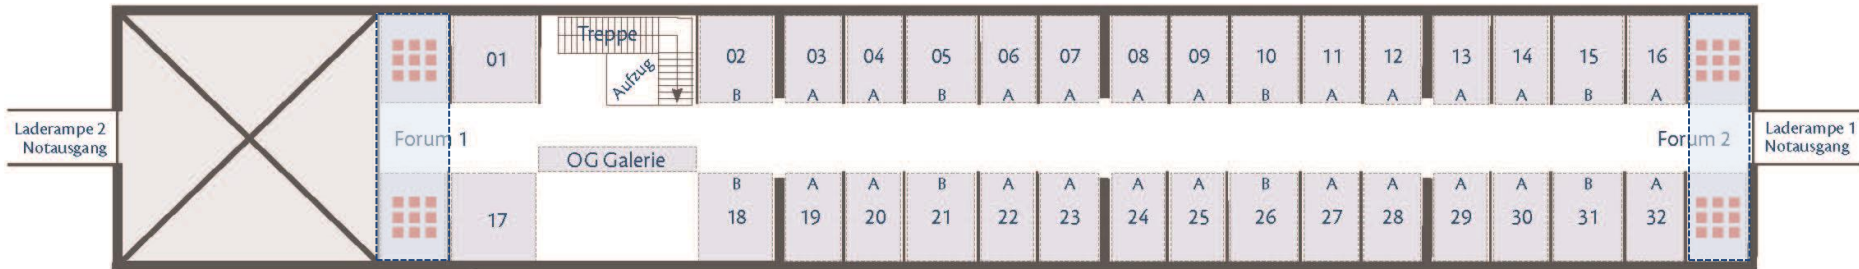 Treppe
Aufzug
01
02
03
04
05
06
07
08
09
10
11
12
13
14
15
16
B
A
A
B
A
A
A
A
B
A
A
A
A
B
A
Laderampe 2
Notausgang
Forum 1
Forum 2
Laderampe 1
Notausgang
OG Galerie
B
A
A
B
A
A
A
A
B
A
A
A
A
B
A
17
18
19
20
21
22
23
24
25
26
27
28
29
30
31
32